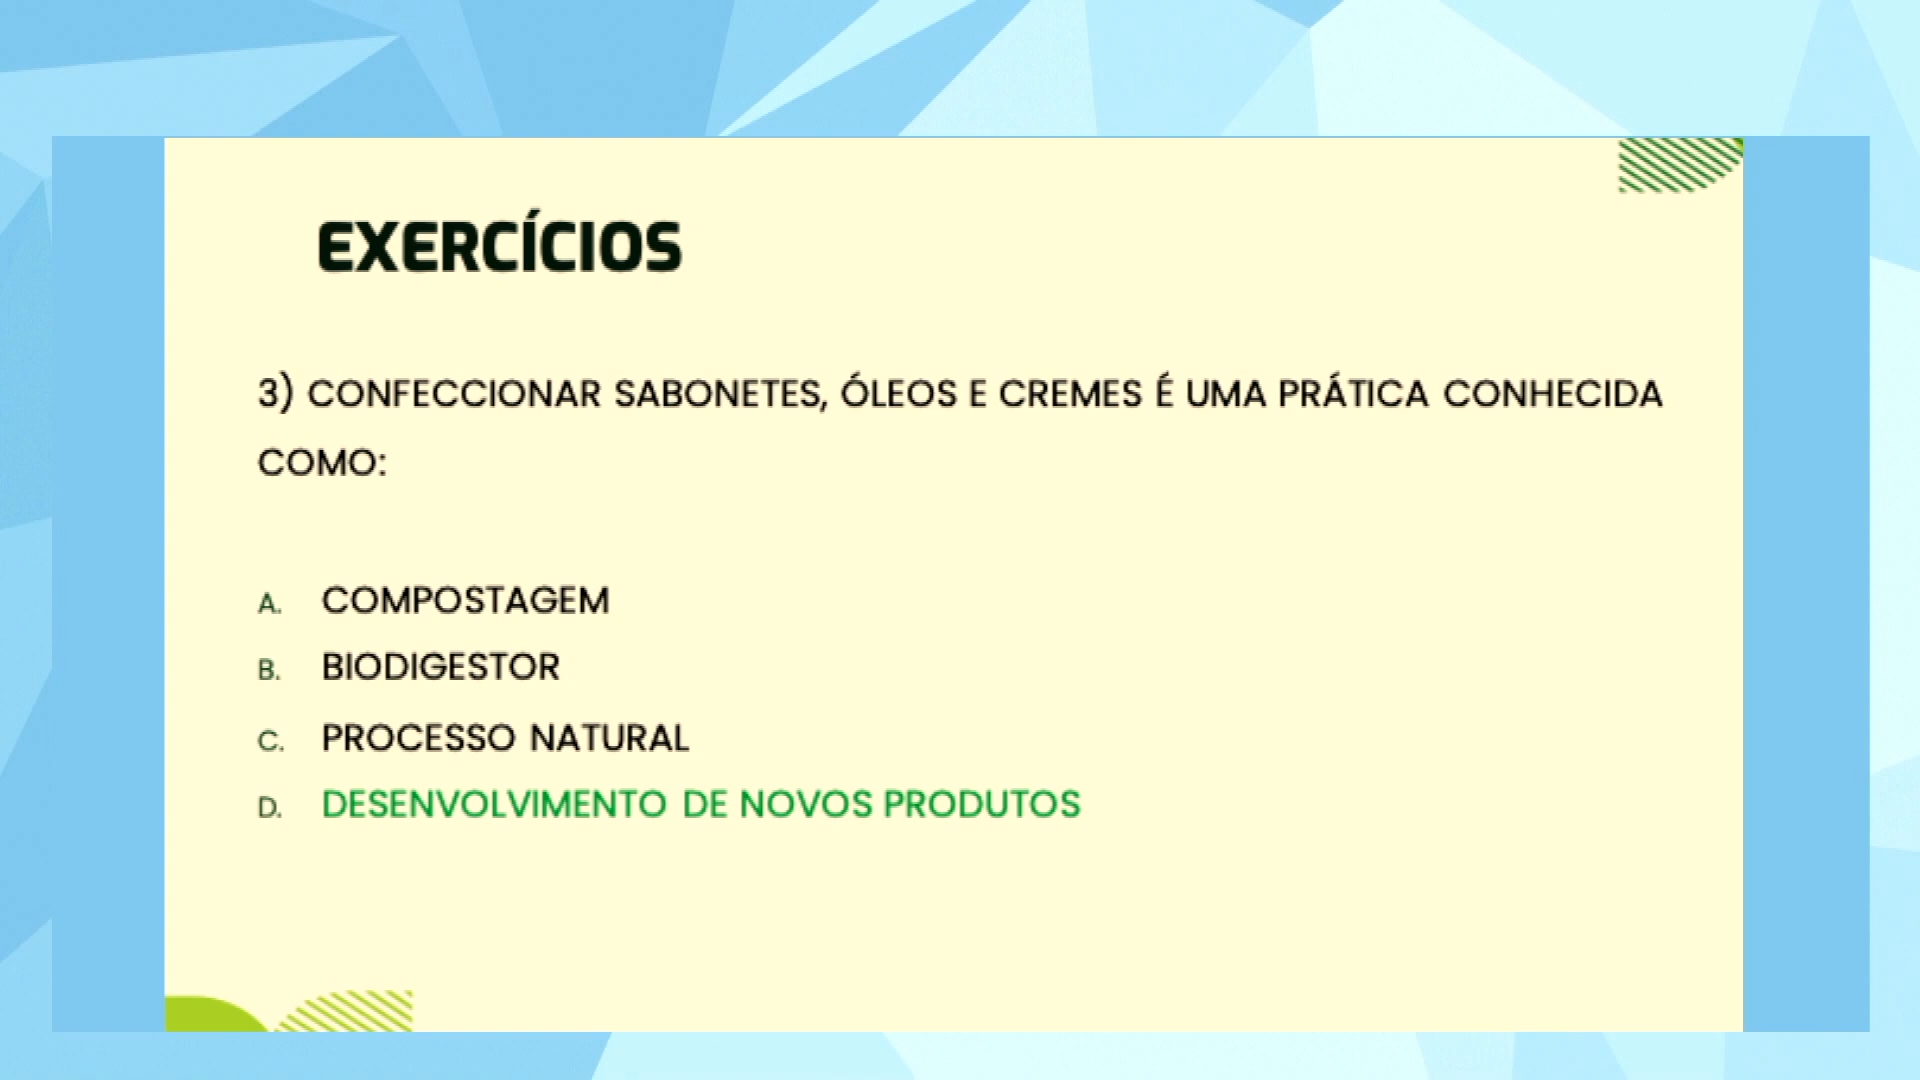 EXERCÍCIOS
3) CONFECCIONAR SABONETES, ÓLEOS E CREMES É UMA PRÁTICA CONHECIDA
COMO:
A. COMPOSTAGEM
B. BIODIGESTOR
C. PROCESSO NATURAL
D. DESENVOLVIMENTO DE NOVOS PRODUTOS